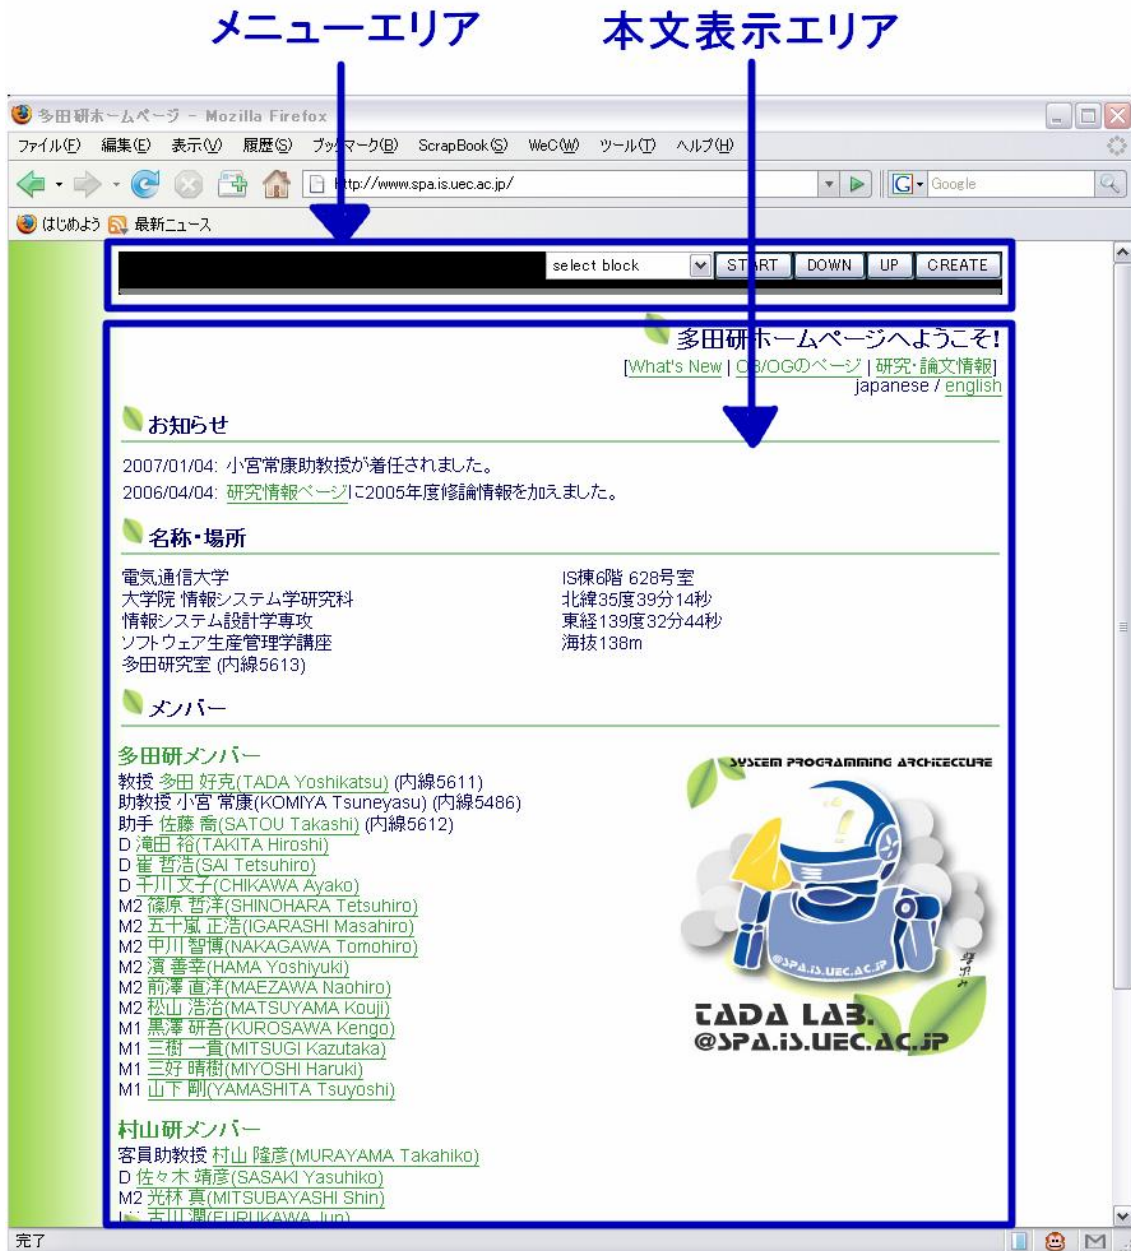 メニューエリア 本文表示エリア
多田研ホームページ - Mozilla Firefox
ファイル(F) 編集(E) 表示(V) 履歴(S) ブックマーク(B) ScrapBook(S) WeC(W) ツール(T) ヘルプ(H)
http://www.spa.is.uec.ac.jp/ Google
はじめよう 最新ニュース
select block START DOWN UP CREATE
多田研ホームページへようこそ!
[What's New | OB/OGのページ | 研究・論文情報]
japanese / english
お知らせ
2007/01/04: 小宮常康助教授が着任されました。
2006/04/04: 研究情報ページに2005年度修論情報を加えました。
名称・場所
電気通信大学 IS棟6階 628号室
大学院 情報システム学研究科 北緯35度39分14秒
情報システム設計学専攻 東経139度32分44秒
ソフトウェア生産管理学講座 海抜138m
多田研究室 (内線5613)
メンバー
多田研メンバー
教授 多田 好克(TADA Yoshikatsu) (内線5611)
助教授 小宮 常康(KOMIYA Tsuneyasu) (内線5486)
助手 佐藤 喬(SATOU Takashi) (内線5612)
D 滝田 裕(TAKITA Hiroshi)
D 崔 哲浩(SAI Tetsuhiro)
D 千川 文子(CHIKAWA Ayako)
M2 篠原 哲洋(SHINOHARA Tetsuhiro)
M2 五十嵐 正浩(IGARASHI Masahiro)
M2 中川 智博(NAKAGAWA Tomohiro)
M2 濱 善幸(HAMA Yoshiyuki)
M2 前澤 直洋(MAEZAWA Naohiro)
M2 松山 浩治(MATSUYAMA Kouji)
M1 黒澤 研吾(KUROSAWA Kengo)
M1 三樹 一貴(MITSUGI Kazutaka)
M1 三好 晴樹(MIYOSHI Haruki)
M1 山下 剛(YAMASHITA Tsuyoshi)
SYSTEM PROGRAMMING ARCHITECTURE
@SPA.iS.UEC.AC.JP
TADA LAB.
@SPA.iS.UEC.AC.JP
村山研メンバー
客員助教授 村山 隆彦(MURAYAMA Takahiko)
D 佐々木 靖彦(SASAKI Yasuhiko)
M2 光林 真(MITSUBAYASHI Shin)
古川 潤(FURUKAWA Jun)
完了